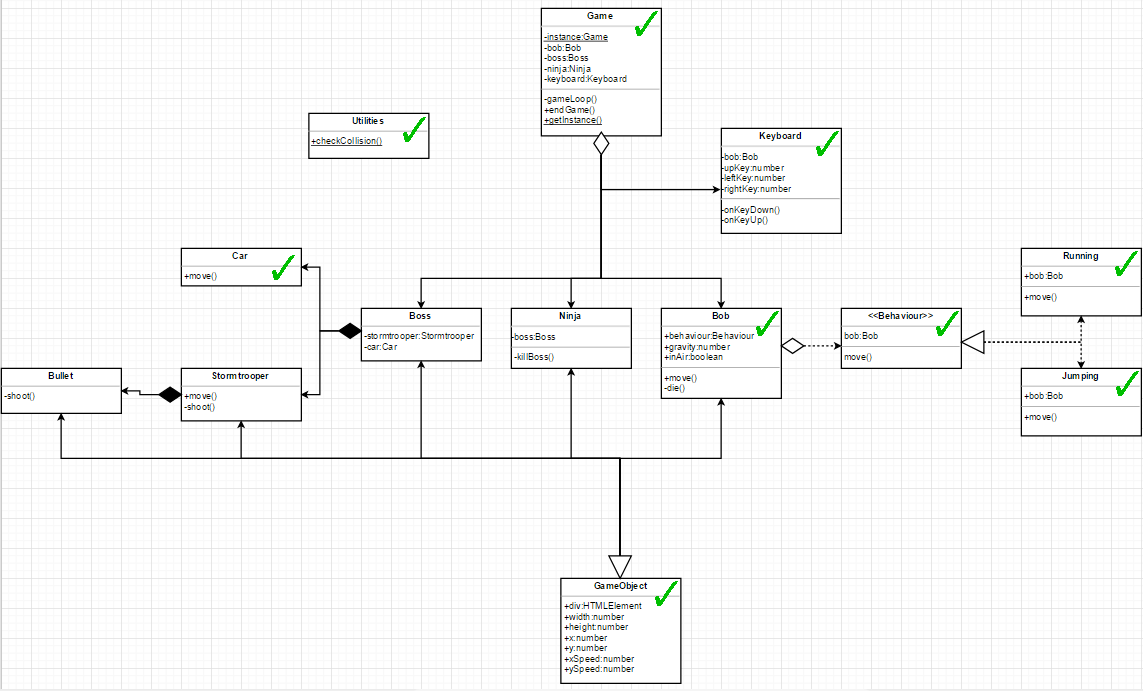 Game
-instance:Game
-bob:Bob
-boss:Boss
-ninja:Ninja
-keyboard:Keyboard
-gameLoop()
+endGame()
+getInstance()
Utilities
+checkCollision()
Keyboard
-bob:Bob
-upKey:number
-leftKey:number
-rightKey:number
-onKeyDown()
-onKeyUp()
Car
+move()
Running
+bob:Bob
+move()
Boss
-stormtrooper:Stormtrooper
-car:Car
Ninja
-boss:Boss
-killBoss()
Bob
+behaviour:Behaviour
+gravity:number
+inAir:boolean
+move()
-die()
<<Behaviour>>
bob:Bob
move()
Bullet
-shoot()
Stormtrooper
+move()
-shoot()
Jumping
+bob:Bob
+move()
GameObject
+div:HTMLElement
+width:number
+height:number
+x:number
+y:number
+xSpeed:number
+ySpeed:number